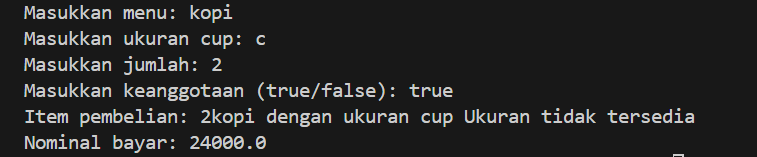 Masukkan menu: kopi
Masukkan ukuran cup: c
Masukkan jumlah: 2
Masukkan keanggotaan (true/false): true
Item pembelian: 2kopi dengan ukuran cup Ukuran tidak tersedia
Nominal bayar: 24000.0